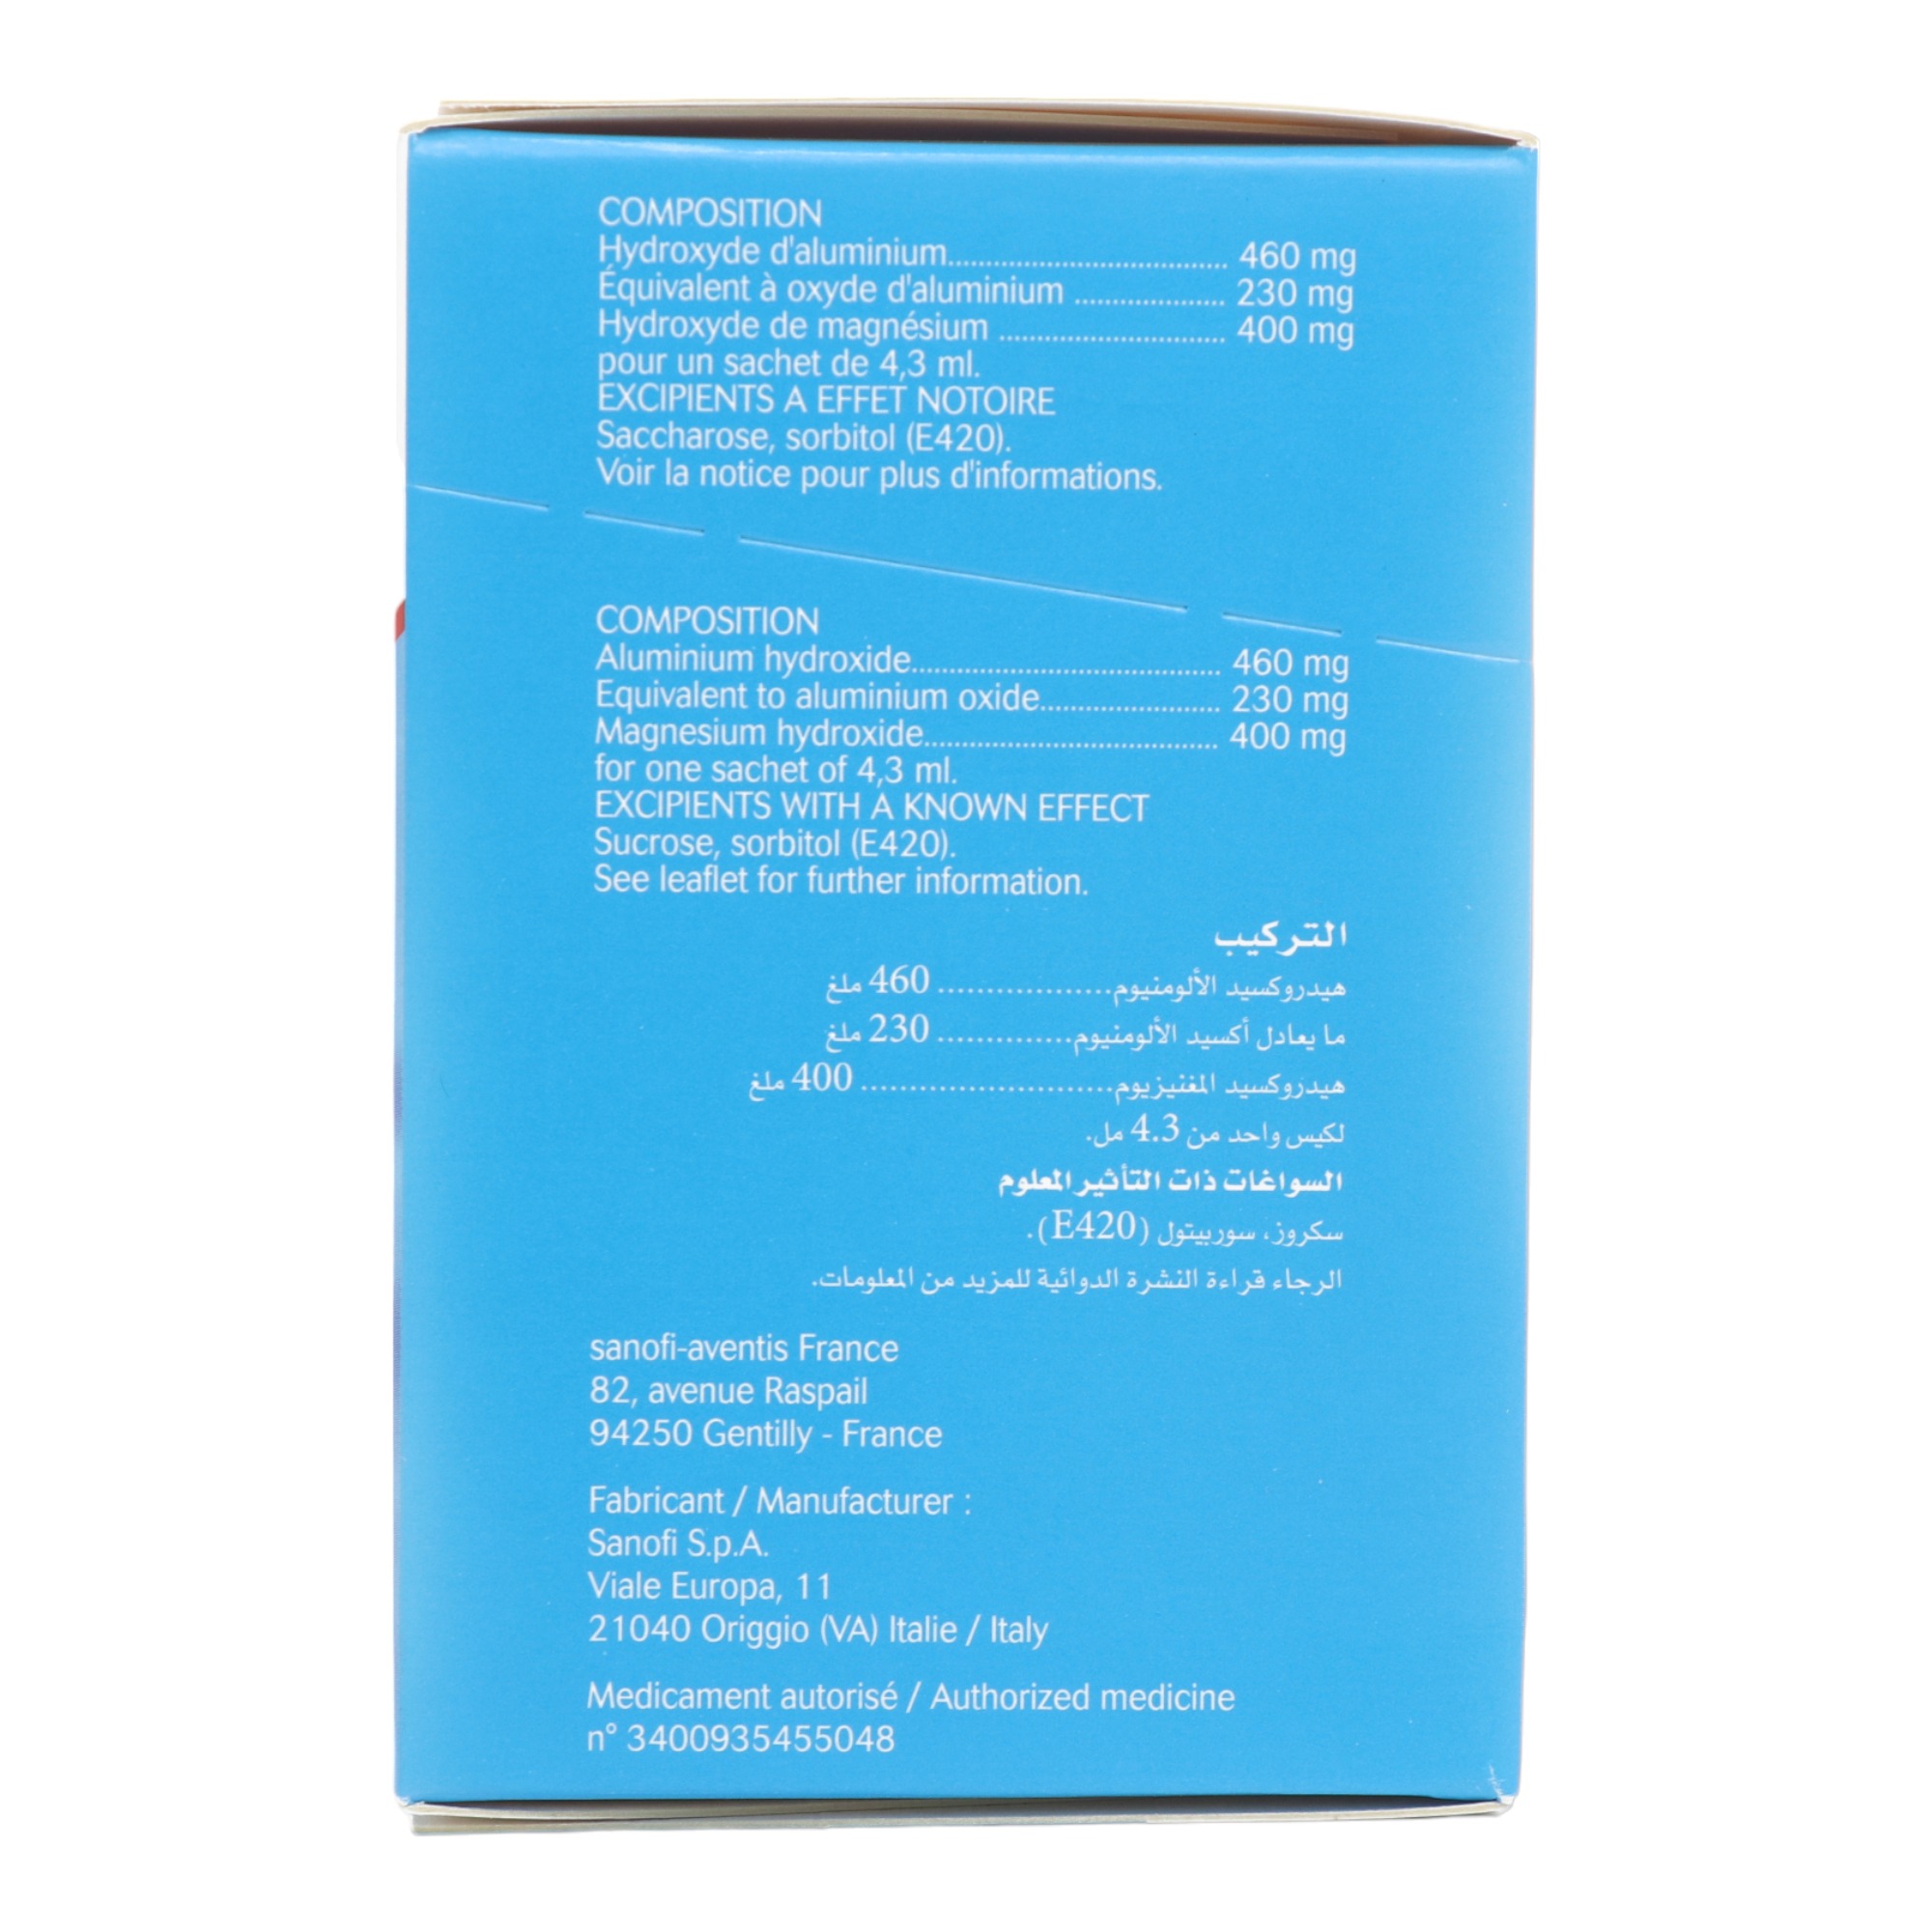 COMPOSITION
Hydroxyde d'aluminium.................................... 460 mg
Équivalent à oxyde d'aluminium .................... 230 mg
Hydroxyde de magnésium ............................. 400 mg
pour un sachet de 4,3 ml.
EXCIPIENTS A EFFET NOTOIRE
Saccharose, sorbitol (E420).
Voir la notice pour plus d'informations.
COMPOSITION
Aluminium hydroxide........................................ 460 mg
Equivalent to aluminium oxide....................... 230 mg
Magnesium hydroxide...................................... 400 mg
for one sachet of 4,3 ml.
EXCIPIENTS WITH A KNOWN EFFECT
Sucrose, sorbitol (E420).
See leaflet for further information.
التركيب
هيدروكسيد الألومنيوم.................. 460 ملغ
ما يعادل أكسيد الألومنيوم.............. 230 ملغ
هيدروكسيد المغنيزيوم.......................... 400 ملغ
لكيس واحد من 4.3 مل.
السواغات ذات التأثير المعلوم
سكروز، سوربيتول (E420).
الرجاء قراءة النشرة الدوائية للمزيد من المعلومات.
sanofi-aventis France
82, avenue Raspail
94250 Gentilly - France
Fabricant / Manufacturer :
Sanofi S.p.A.
Viale Europa, 11
21040 Origgio (VA) Italie / Italy
Medicament autorisé / Authorized medicine
n° 3400935455048